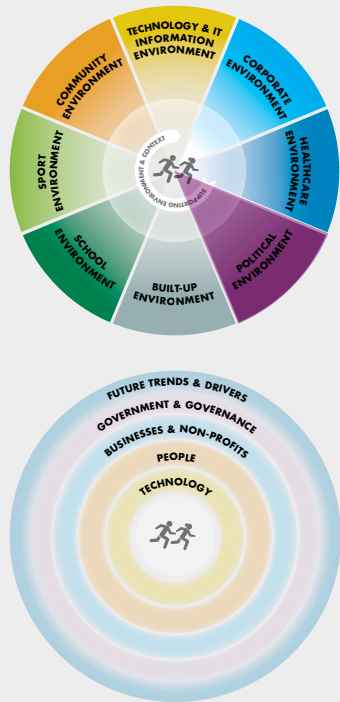 TECHNOLOGY & IT
INFORMATION
ENVIRONMENT
CORPORATE
ENVIRONMENT
HEALTHCARE
ENVIRONMENT
POLITICAL
ENVIRONMENT
BUILT-UP
ENVIRONMENT
SCHOOL
ENVIRONMENT
SPORT
ENVIRONMENT
COMMUNITY
ENVIRONMENT
SUPPORTING ENVIRONMENT & CONTEXT
FUTURE TRENDS & DRIVERS
GOVERNMENT & GOVERNANCE
BUSINESSES & NON-PROFITS
PEOPLE
TECHNOLOGY